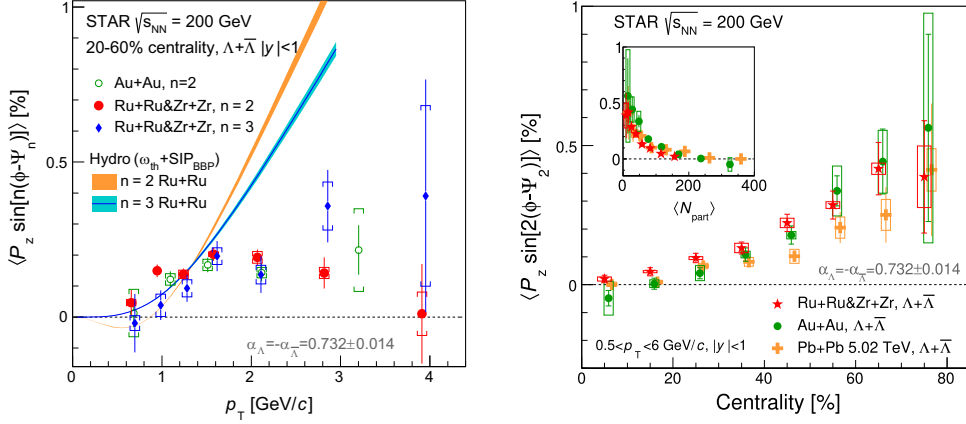 STAR √s_NN = 200 GeV
20-60% centrality, Λ+Λ̅ |y|<1
Au+Au, n=2
Ru+Ru&Zr+Zr, n = 2
Ru+Ru&Zr+Zr, n = 3
Hydro (ω_th+SIP_BBP)
n = 2 Ru+Ru
n = 3 Ru+Ru
α_Λ=-α_Λ̅=0.732±0.014
⟨P_z sin[n(ϕ-Ψ_n)]⟩ [%]
1
0.5
0
0 1 2 3 4
p_T [GeV/c]
STAR √s_NN = 200 GeV
1
0.5
0
0 200 400
⟨N_part⟩
α_Λ=-α_Λ̅=0.732±0.014
Ru+Ru&Zr+Zr, Λ+Λ̅
Au+Au, Λ+Λ̅
Pb+Pb 5.02 TeV, Λ+Λ̅
0.5<p_T<6 GeV/c, |y|<1
⟨P_z sin[2(ϕ-Ψ_2)]⟩ [%]
1
0.5
0
0 20 40 60 80
Centrality [%]